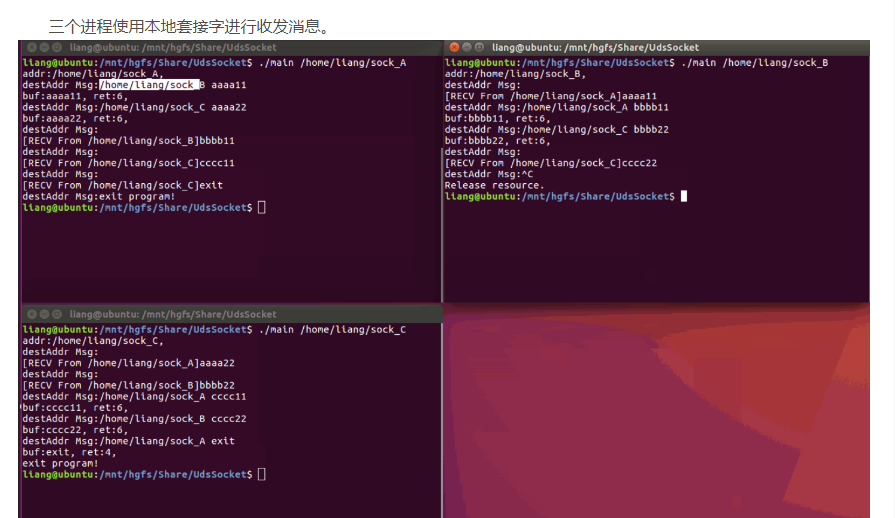 三个进程使用本地套接字进行收发消息。
liang@ubuntu: /mnt/hgfs/Share/UdsSocket
liang@ubuntu:/mnt/hgfs/Share/UdsSocket$ ./main /home/liang/sock_A
addr:/home/liang/sock_A,
destAddr Msg:/home/liang/sock_B aaaa11
buf:aaaa11, ret:6,
destAddr Msg:/home/liang/sock_C aaaa22
buf:aaaa22, ret:6,
destAddr Msg:
[RECV From /home/liang/sock_B]bbbb11
destAddr Msg:
[RECV From /home/liang/sock_C]cccc11
destAddr Msg:
[RECV From /home/liang/sock_C]exit
destAddr Msg:exit program!
liang@ubuntu:/mnt/hgfs/Share/UdsSocket$
liang@ubuntu: /mnt/hgfs/Share/UdsSocket
liang@ubuntu:/mnt/hgfs/Share/UdsSocket$ ./main /home/liang/sock_B
addr:/home/liang/sock_B,
destAddr Msg:
[RECV From /home/liang/sock_A]aaaa11
destAddr Msg:/home/liang/sock_A bbbb11
buf:bbbb11, ret:6,
destAddr Msg:/home/liang/sock_C bbbb22
buf:bbbb22, ret:6,
destAddr Msg:
[RECV From /home/liang/sock_C]cccc22
destAddr Msg:^C
Release resource.
liang@ubuntu:/mnt/hgfs/Share/UdsSocket$
liang@ubuntu: /mnt/hgfs/Share/UdsSocket
liang@ubuntu:/mnt/hgfs/Share/UdsSocket$ ./main /home/liang/sock_C
addr:/home/liang/sock_C,
destAddr Msg:
[RECV From /home/liang/sock_A]aaaa22
destAddr Msg:
[RECV From /home/liang/sock_B]bbbb22
destAddr Msg:/home/liang/sock_A cccc11
buf:cccc11, ret:6,
destAddr Msg:/home/liang/sock_B cccc22
buf:cccc22, ret:6,
destAddr Msg:/home/liang/sock_A exit
buf:exit, ret:4,
exit program!
liang@ubuntu:/mnt/hgfs/Share/UdsSocket$